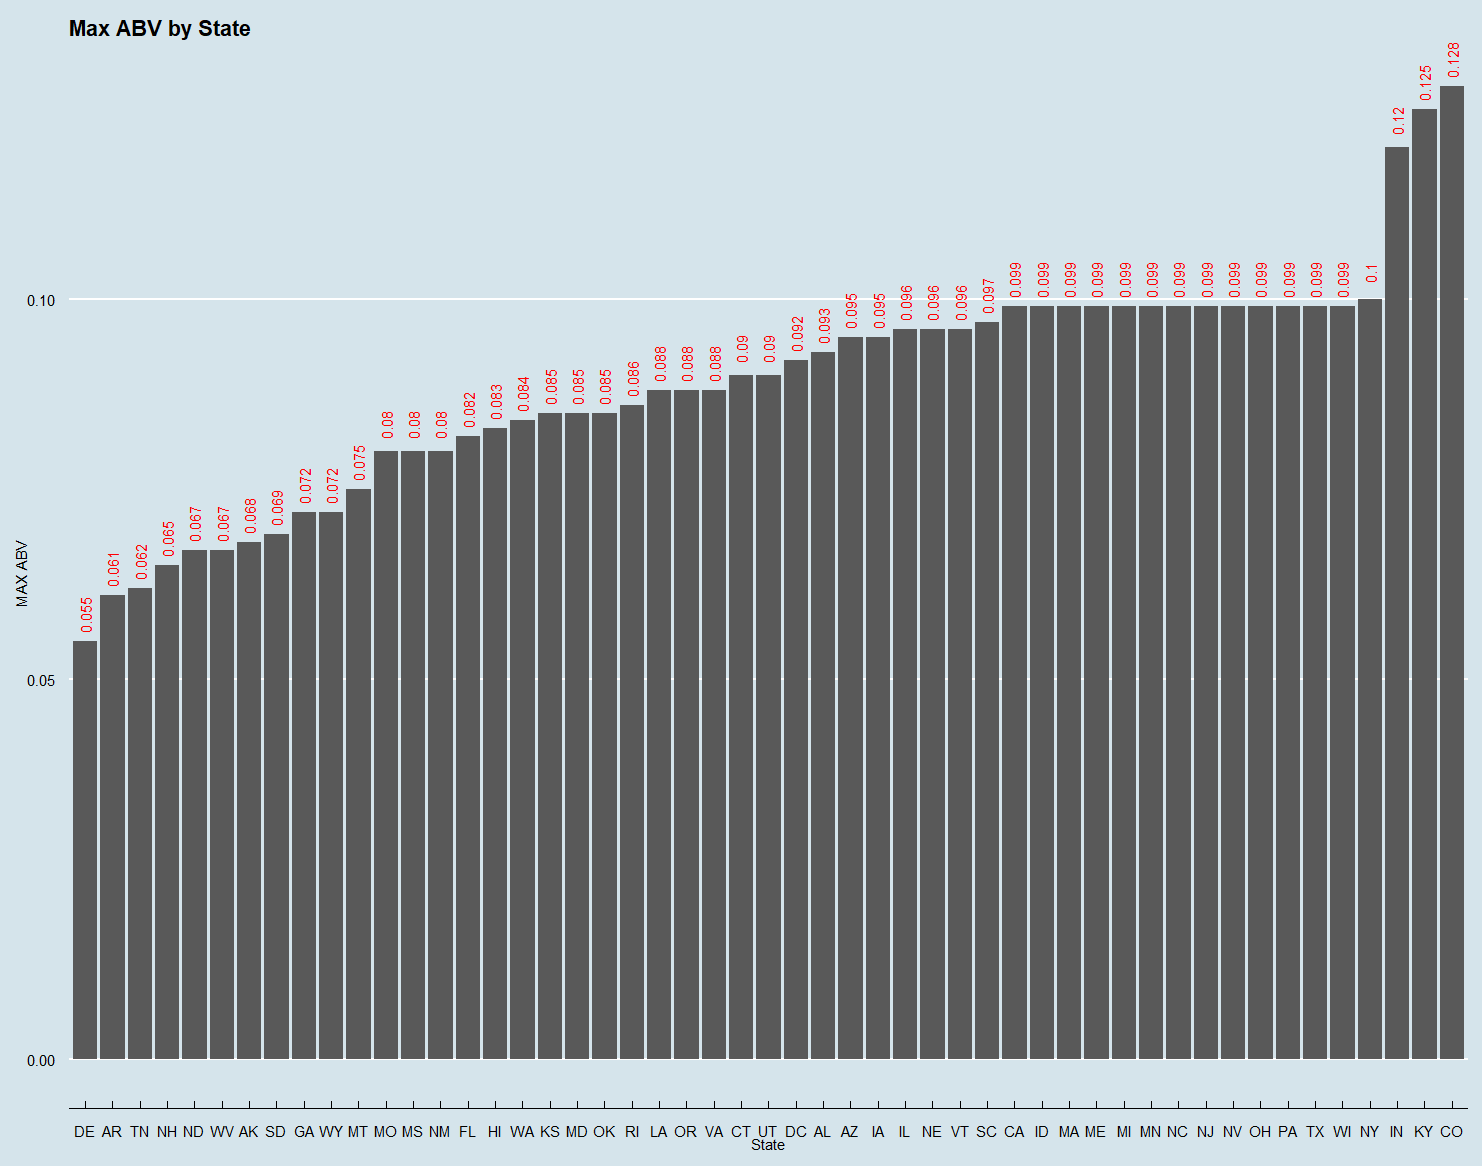 Max ABV by State
0.055 0.061 0.062 0.065 0.067 0.067 0.068 0.069 0.072 0.072 0.075 0.08 0.08 0.08 0.082 0.083 0.084 0.085 0.085 0.085 0.086 0.088 0.088 0.088 0.09 0.09 0.092 0.093 0.095 0.095 0.096 0.096 0.096 0.097 0.099 0.099 0.099 0.099 0.099 0.099 0.099 0.099 0.099 0.099 0.099 0.099 0.099 0.1 0.12 0.125 0.128
MAX ABV
0.10
0.05
0.00
DE AR TN NH ND WV AK SD GA WY MT MO MS NM FL HI WA KS MD OK RI LA OR VA CT UT DC AL AZ IA IL NE VT SC CA ID MA ME MI MN NC NJ NV OH PA TX WI NY IN KY CO
State